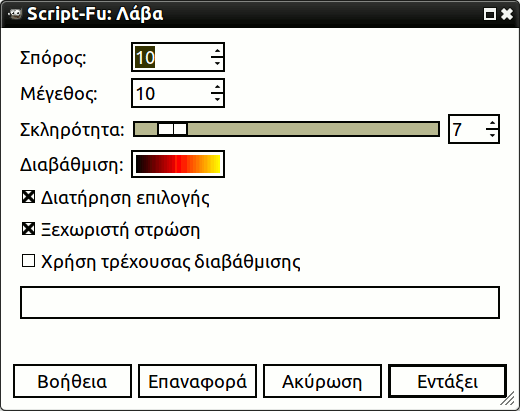 Script-Fu: Λάβα
Σπόρος: 10
Μέγεθος: 10
Σκληρότητα: 7
Διαβάθμιση:
Διατήρηση επιλογής
Ξεχωριστή στρώση
Χρήση τρέχουσας διαβάθμισης
Βοήθεια Επαναφορά Ακύρωση Εντάξει